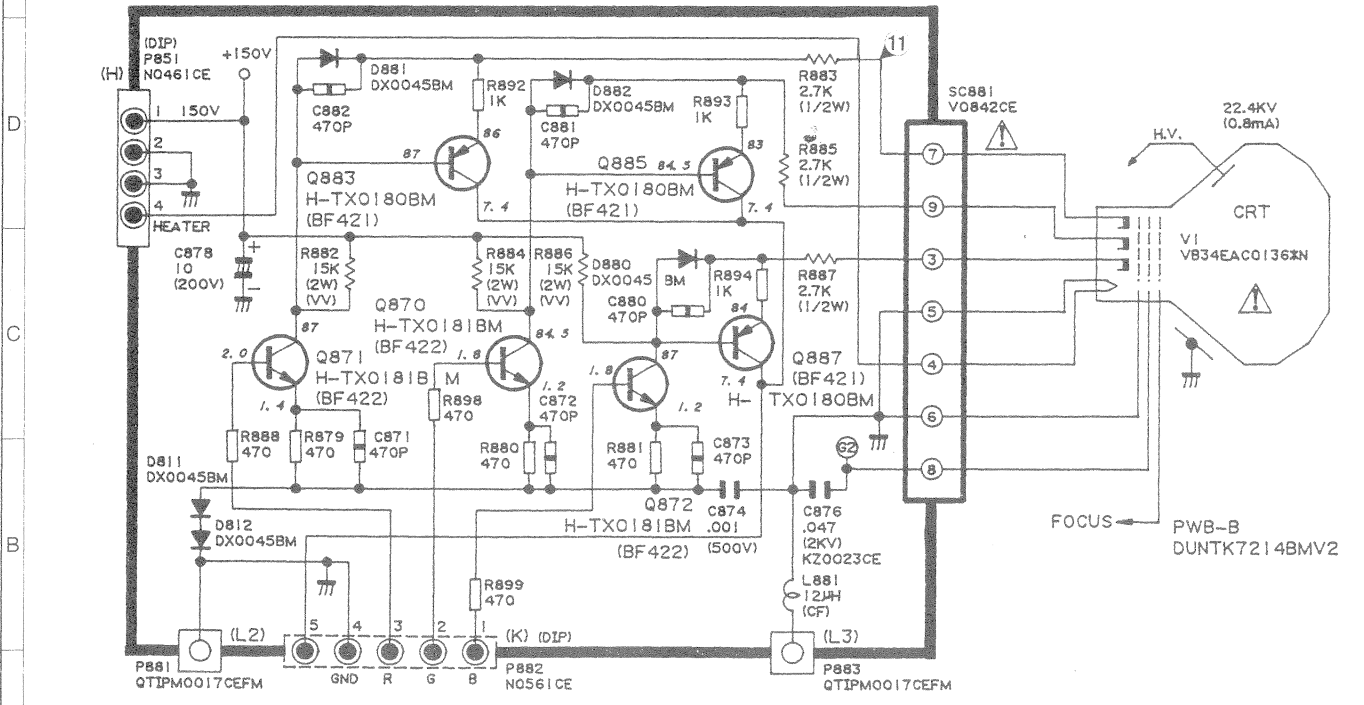 D
C
B
(DIP)
P851
NO461CE
(H)
+150V
1 150V
2
3
4
HEATER
C878
10
(200V)
+
−
D881
DX0045BM
C882
470P
R892
1K
D882
DX0045BM
C881
470P
R893
1K
R883
2.7K
(1/2W)
11
SC881
VQ842CE
22.4KV
(0.8mA)
H.V.
CRT
V1
VB34EAC0136*N
86
87
Q883
H-TX0180BM
(BF421)
7.4
Q885
84.5
83
H-TX0180BM
(BF421)
7.4
R885
2.7K
(1/2W)
7
9
3
5
4
6
8
R882
15K
(2W)
(VV)
R884
15K
(2W)
(VV)
R886
15K
(2W)
(VV)
D880
DX0045 BM
C880
470P
R894
1K
R887
2.7K
(1/2W)
87
2.0
Q871
H-TX0181B M
(BF422)
1.4
Q870
H-TX0181BM
(BF422)
84.5
1.8
1.2
87
1.8
1.2
84
7.4
Q887
(BF421)
H- TX0180BM
R898
470
C872
470P
R888
470
R879
470
C871
470P
R880
470
R881
470
C873
470P
G2
D811
DX0045BM
D812
DX0045BM
Q872
H-TX0181BM
(BF422)
C874
.001
(500V)
C876
.047
(2KV)
KZ0023CE
L881
12μH
(CF)
R899
470
FOCUS
PWB-B
DUNTK7214BMV2
(L2)
5 4 3 2 1
(K) (DIP)
(L3)
P881
QTIPM0017CEFM
GND R G B
P882
NO561CE
P883
QTIPM0017CEFM